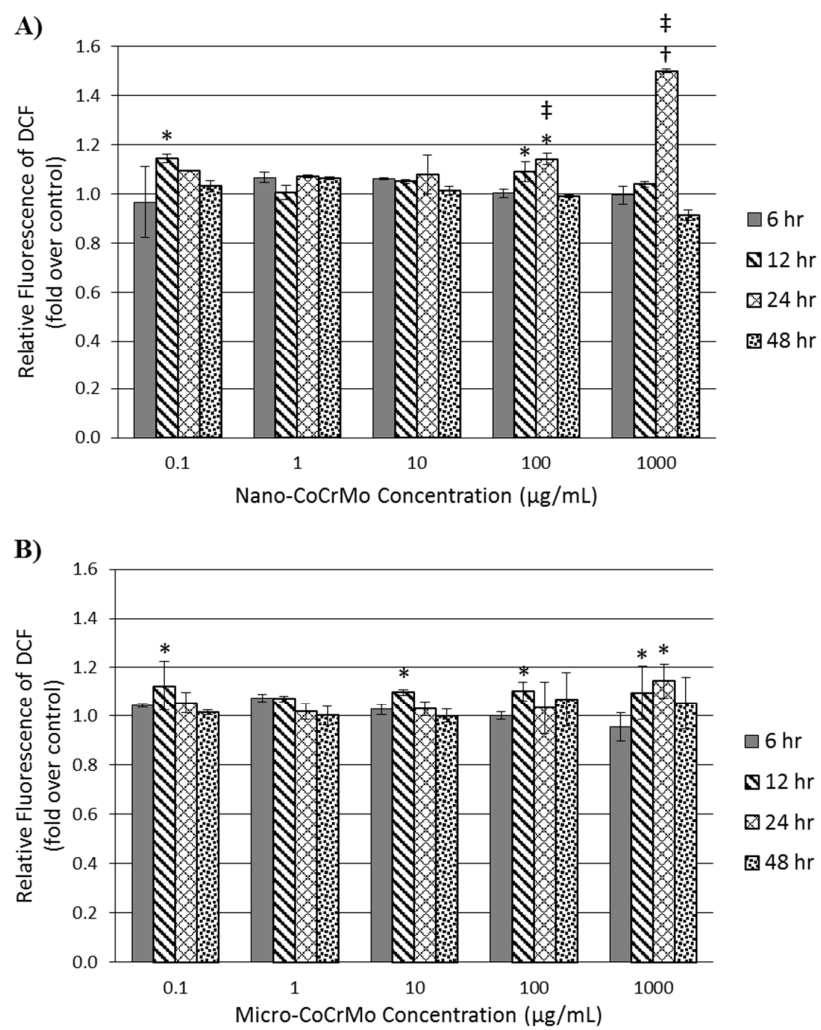 A)
Relative Fluorescence of DCF
(fold over control)
1.6
1.4
1.2
1.0
0.8
0.6
0.4
0.2
0.0
*
* 
‡
*
‡
†
6 hr
12 hr
24 hr
48 hr
0.1 1 10 100 1000
Nano-CoCrMo Concentration (µg/mL)
B)
Relative Fluorescence of DCF
(fold over control)
1.6
1.4
1.2
1.0
0.8
0.6
0.4
0.2
0.0
*
*
*
* *
6 hr
12 hr
24 hr
48 hr
0.1 1 10 100 1000
Micro-CoCrMo Concentration (µg/mL)